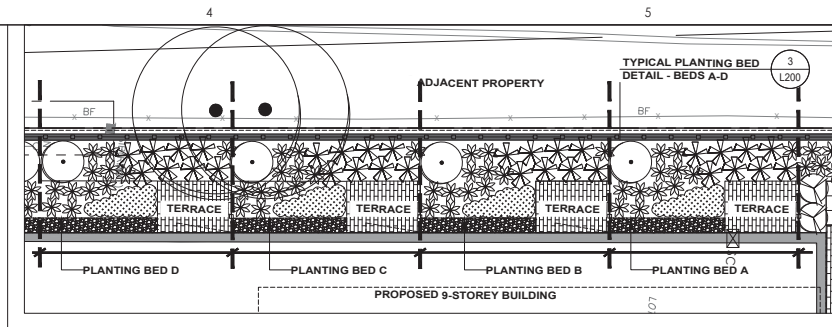 4 5
TYPICAL PLANTING BED
DETAIL - BEDS A-D
3
L200
ADJACENT PROPERTY
BF BF
TERRACE TERRACE TERRACE TERRACE
PLANTING BED D PLANTING BED C PLANTING BED B PLANTING BED A
PROPOSED 9-STOREY BUILDING